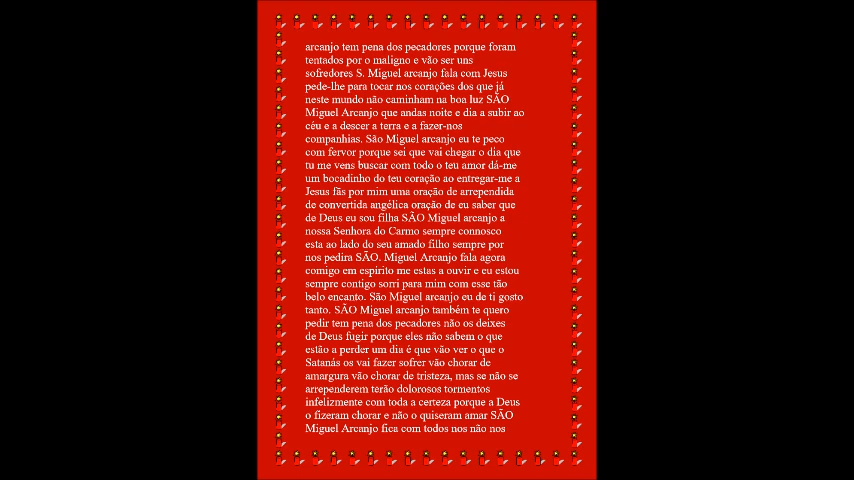 arcanjo tem pena dos pecadores porque foram
tentados por o maligno e vão ser uns
sofredores S. Miguel arcanjo fala com Jesus
pede-lhe para tocar nos corações dos que já
neste mundo não caminham na boa luz SÃO
Miguel Arcanjo que andas noite e dia a subir ao
céu e a descer a terra e a fazer-nos
companhias. São Miguel arcanjo eu te peco
com fervor porque sei que vai chegar o dia que
tu me vens buscar com todo o teu amor dá-me
um bocadinho do teu coração ao entregar-me a
Jesus fãs por mim uma oração de arrependida
de convertida angélica oração de eu saber que
de Deus eu sou filha SÃO Miguel arcanjo a
nossa Senhora do Carmo sempre connosco
esta ao lado do seu amado filho sempre por
nos pedira SÃO. Miguel Arcanjo fala agora
comigo em espírito me estas a ouvir e eu estou
sempre contigo sorri para mim com esse tão
belo encanto. São Miguel arcanjo eu de ti gosto
tanto. SÃO Miguel arcanjo também te quero
pedir tem pena dos pecadores não os deixes
de Deus fugir porque eles não sabem o que
estão a perder um dia é que vão ver o que o
Satanás os vai fazer sofrer vão chorar de
amargura vão chorar de tristeza, mas se não se
arrependerem terão dolorosos tormentos
infelizmente com toda a certeza porque a Deus
o fizeram chorar e não o quiseram amar SÃO
Miguel Arcanjo fica com todos nos não nos